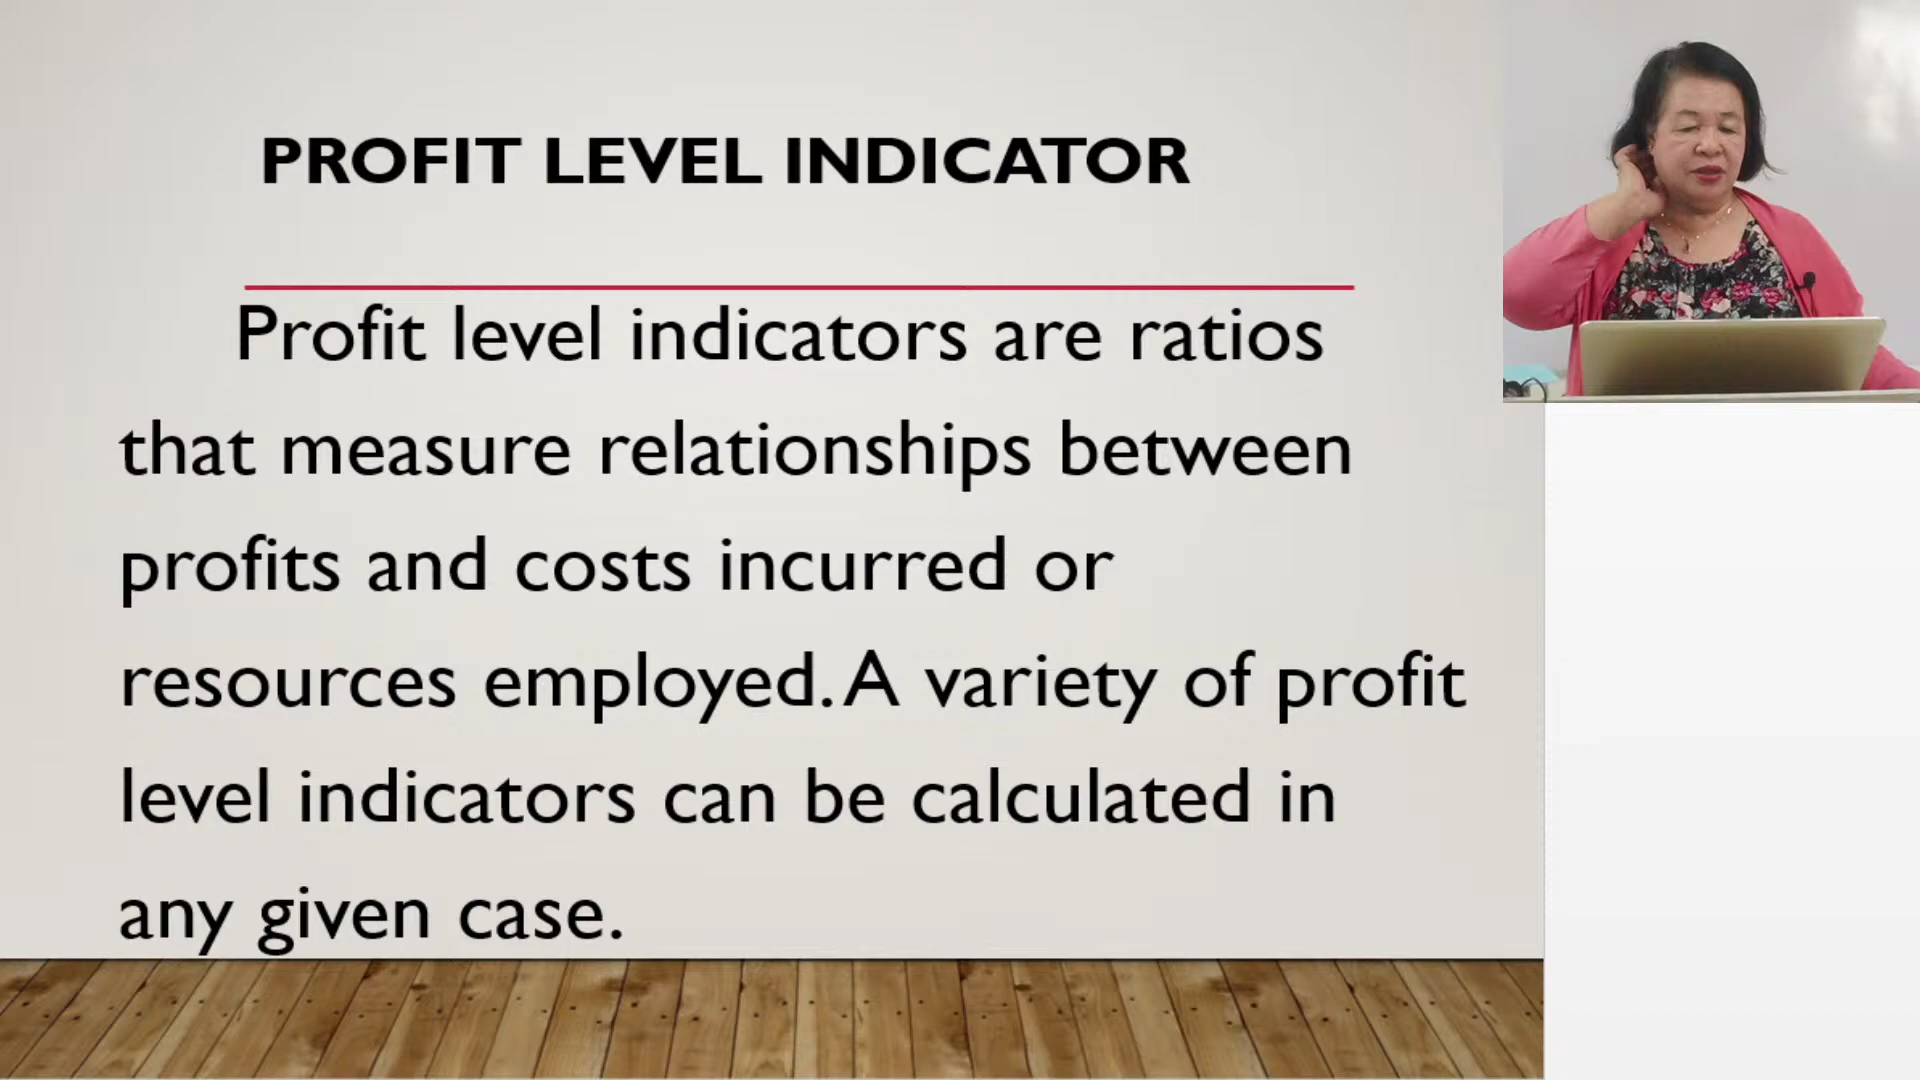 PROFIT LEVEL INDICATOR
Profit level indicators are ratios
that measure relationships between
profits and costs incurred or
resources employed. A variety of profit
level indicators can be calculated in
any given case.